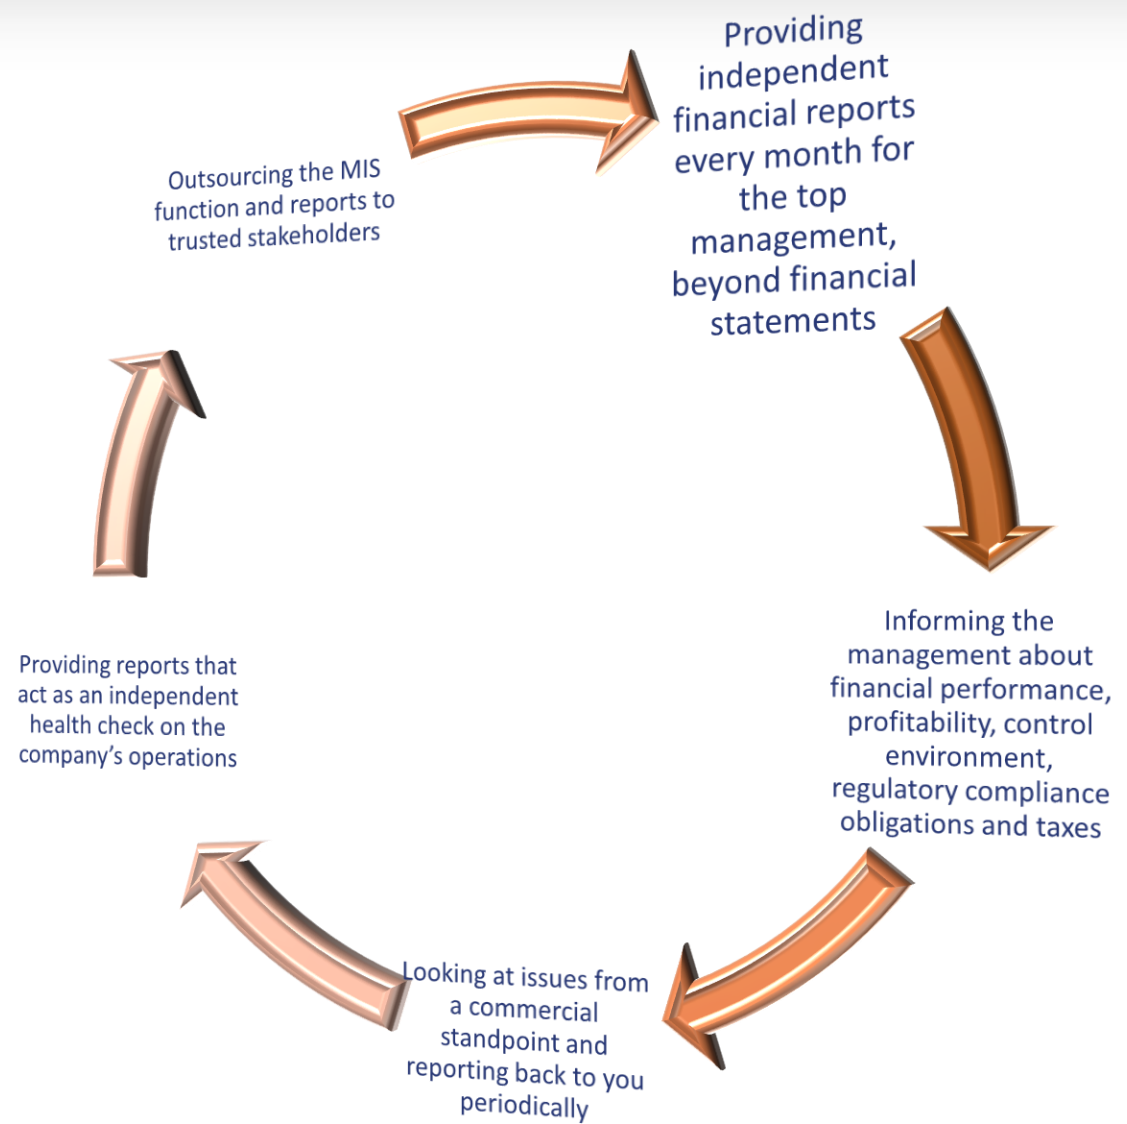 Providing
independent
financial reports
every month for
the top
management,
beyond financial
statements
Informing the
management about
financial performance,
profitability, control
environment,
regulatory compliance
obligations and taxes
Looking at issues from
a commercial
standpoint and
reporting back to you
periodically
Providing reports that
act as an independent
health check on the
company’s operations
Outsourcing the MIS
function and reports to
trusted stakeholders